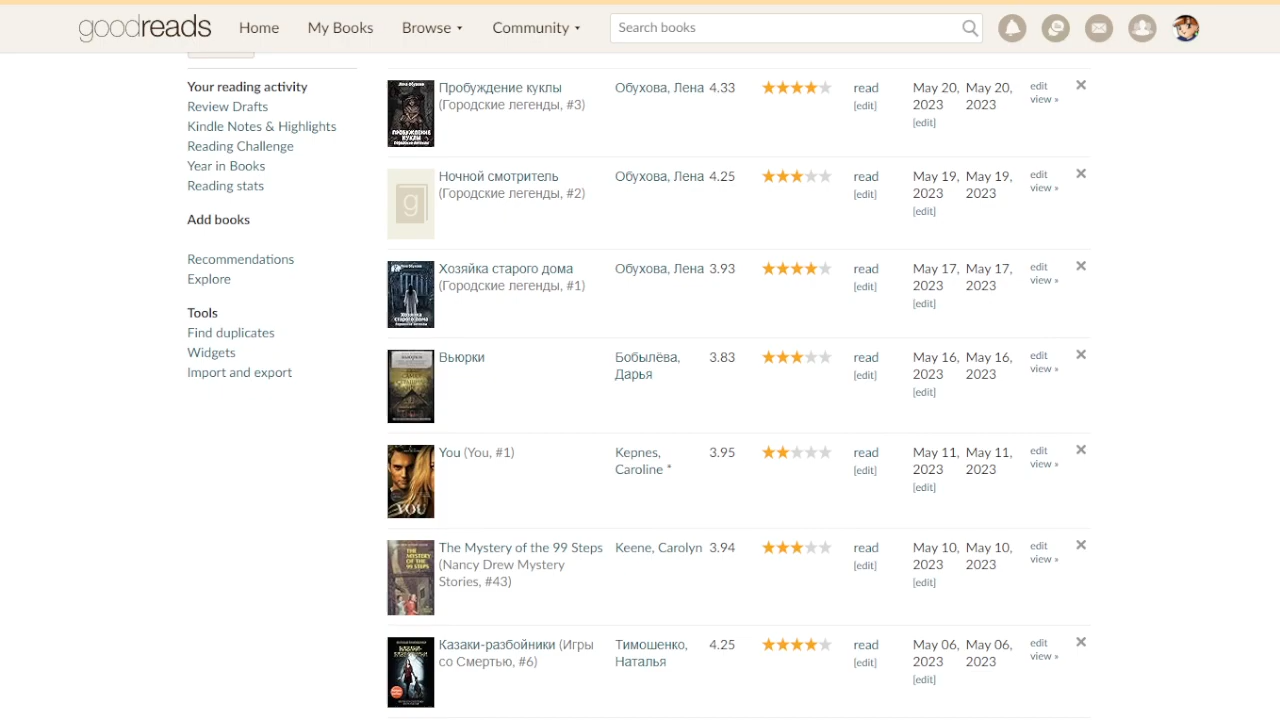 goodreads Home My Books Browse Community Search books
Your reading activity
Review Drafts
Kindle Notes & Highlights
Reading Challenge
Year in Books
Reading stats
Add books
Recommendations
Explore
Tools
Find duplicates
Widgets
Import and export
Пробуждение куклы Обухова, Лена 4.33 read May 20, May 20, edit
(Городские легенды, #3) [edit] 2023 2023 view »
[edit]
Ночной смотритель Обухова, Лена 4.25 read May 19, May 19, edit
(Городские легенды, #2) [edit] 2023 2023 view »
[edit]
Хозяйка старого дома Обухова, Лена 3.93 read May 17, May 17, edit
(Городские легенды, #1) [edit] 2023 2023 view »
[edit]
Вьюрки Бобылёва, 3.83 read May 16, May 16, edit
Дарья [edit] 2023 2023 view »
[edit]
You (You, #1) Kepnes, 3.95 read May 11, May 11, edit
Caroline * [edit] 2023 2023 view »
[edit]
YOU
The Mystery of the 99 Steps Keene, Carolyn 3.94 read May 10, May 10, edit
(Nancy Drew Mystery [edit] 2023 2023 view »
Stories, #43) [edit]
THE
MYSTERY
OF THE
99 STEPS
Казаки-разбойники (Игры Тимошенко, 4.25 read May 06, May 06, edit
со Смертью, #6) Наталья [edit] 2023 2023 view »
[edit]